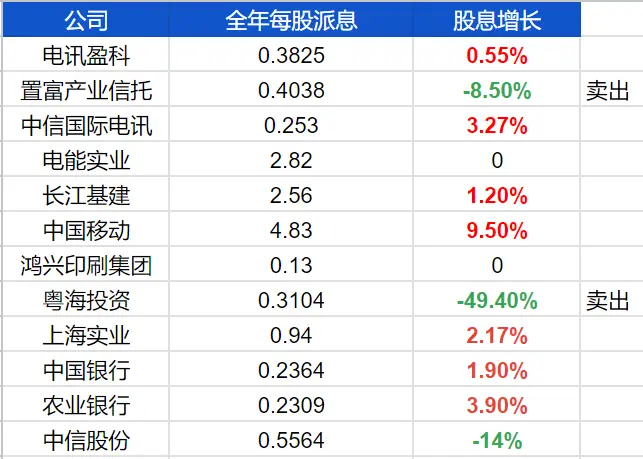 公司 全年每股派息 股息增长
电讯盈科 0.3825 0.55%
置富产业信托 0.4038 -8.50% 卖出
中信国际电讯 0.253 3.27%
电能实业 2.82 0
长江基建 2.56 1.20%
中国移动 4.83 9.50%
鸿兴印刷集团 0.13 0
粤海投资 0.3104 -49.40% 卖出
上海实业 0.94 2.17%
中国银行 0.2364 1.90%
农业银行 0.2309 3.90%
中信股份 0.5564 -14%